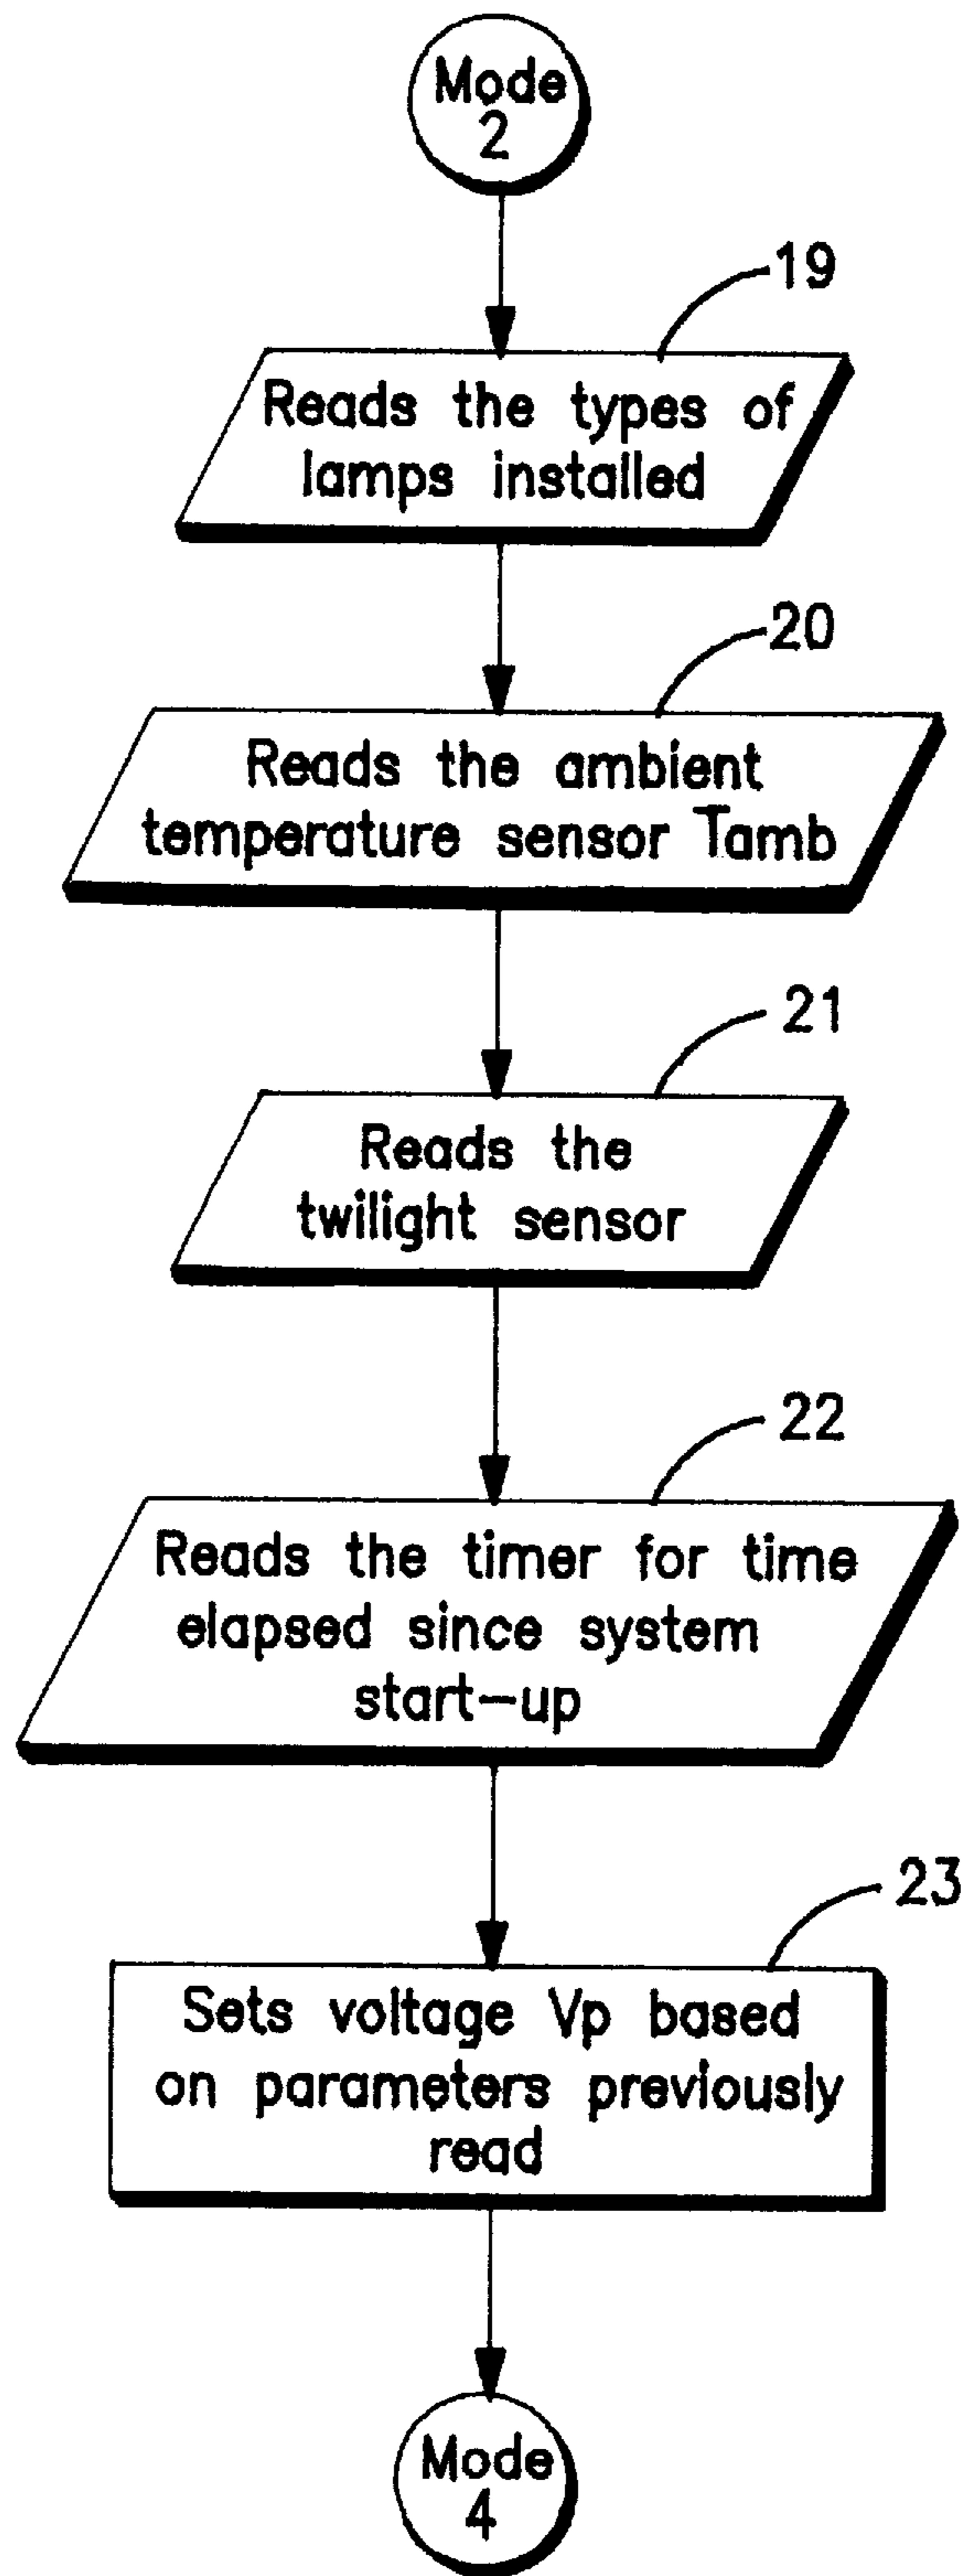 Mode
2
19
Reads the types of
lamps installed
20
Reads the ambient
temperature sensor Tamb
21
Reads the
twilight sensor
22
Reads the timer for time
elapsed since system
start-up
23
Sets voltage Vp based
on parameters previously
read
Mode
4